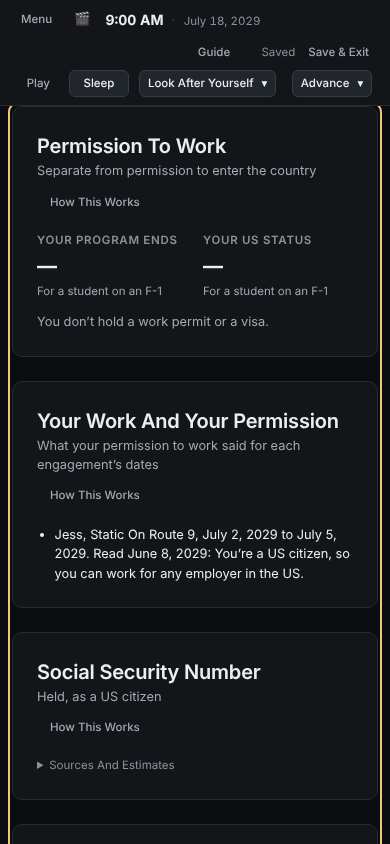 Menu 🎬 9:00 AM · July 18, 2029
Guide Saved Save & Exit
Play Sleep Look After Yourself ▾ Advance ▾
Permission To Work
Separate from permission to enter the country
How This Works
YOUR PROGRAM ENDS YOUR US STATUS
— —
For a student on an F-1 For a student on an F-1
You don’t hold a work permit or a visa.
Your Work And Your Permission
What your permission to work said for each
engagement’s dates
How This Works
• Jess, Static On Route 9, July 2, 2029 to July 5,
2029. Read June 8, 2029: You’re a US citizen, so
you can work for any employer in the US.
Social Security Number
Held, as a US citizen
How This Works
▶ Sources And Estimates